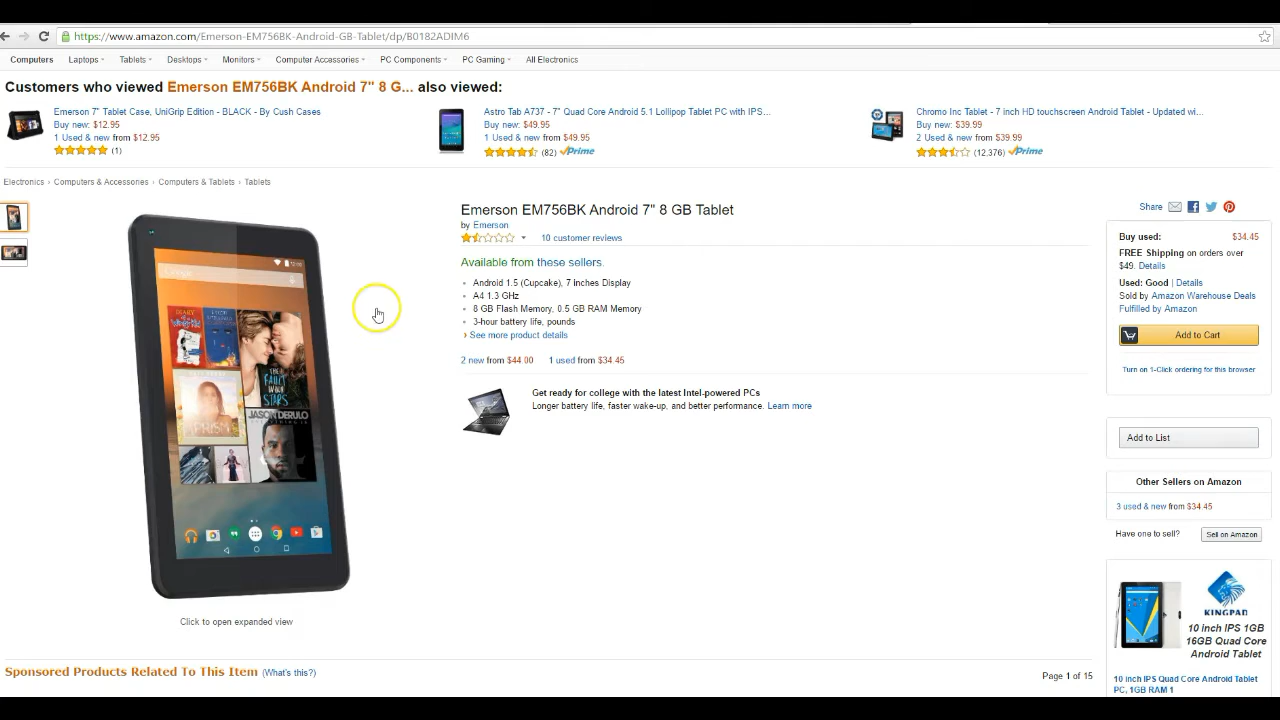 https://www.amazon.com/Emerson-EM756BK-Android-GB-Tablet/dp/B0182ADIM6
Computers Laptops Tablets Desktops Monitors Computer Accessories PC Components PC Gaming All Electronics
Customers who viewed Emerson EM756BK Android 7" 8 G... also viewed:
Emerson 7" Tablet Case, UniGrip Edition - BLACK - By Cush Cases
Buy new: $12.95
1 Used & new from $12.95
(1)
Astro Tab A737 - 7" Quad Core Android 5.1 Lollipop Tablet PC with IPS...
Buy new: $49.95
1 Used & new from $49.95
(82) Prime
Chromo Inc Tablet - 7 inch HD touchscreen Android Tablet - Updated wi...
Buy new: $39.99
2 Used & new from $39.99
(12,376) Prime
Electronics › Computers & Accessories › Computers & Tablets › Tablets
Emerson EM756BK Android 7" 8 GB Tablet
by Emerson
10 customer reviews
Available from these sellers.
Android 1.5 (Cupcake), 7 inches Display
A4 1.3 GHz
8 GB Flash Memory, 0.5 GB RAM Memory
3-hour battery life, pounds
› See more product details
2 new from $44.00 1 used from $34.45
Get ready for college with the latest Intel-powered PCs
Longer battery life, faster wake-up, and better performance. Learn more
Google
DIARY
Wimpy Kid
THE
FAULT
STARS
PRISM
JASON DERULO
Click to open expanded view
Share
Buy used: $34.45
FREE Shipping on orders over
$49. Details
Used: Good | Details
Sold by Amazon Warehouse Deals
Fulfilled by Amazon
Add to Cart
Turn on 1-Click ordering for this browser
Add to List
Other Sellers on Amazon
3 used & new from $34.45
Have one to sell? Sell on Amazon
KINGPAD
10 inch IPS 1GB
16GB Quad Core
Android Tablet
10 inch IPS Quad Core Android Tablet
PC, 1GB RAM 1
Sponsored Products Related To This Item (What's this?)
Page 1 of 15